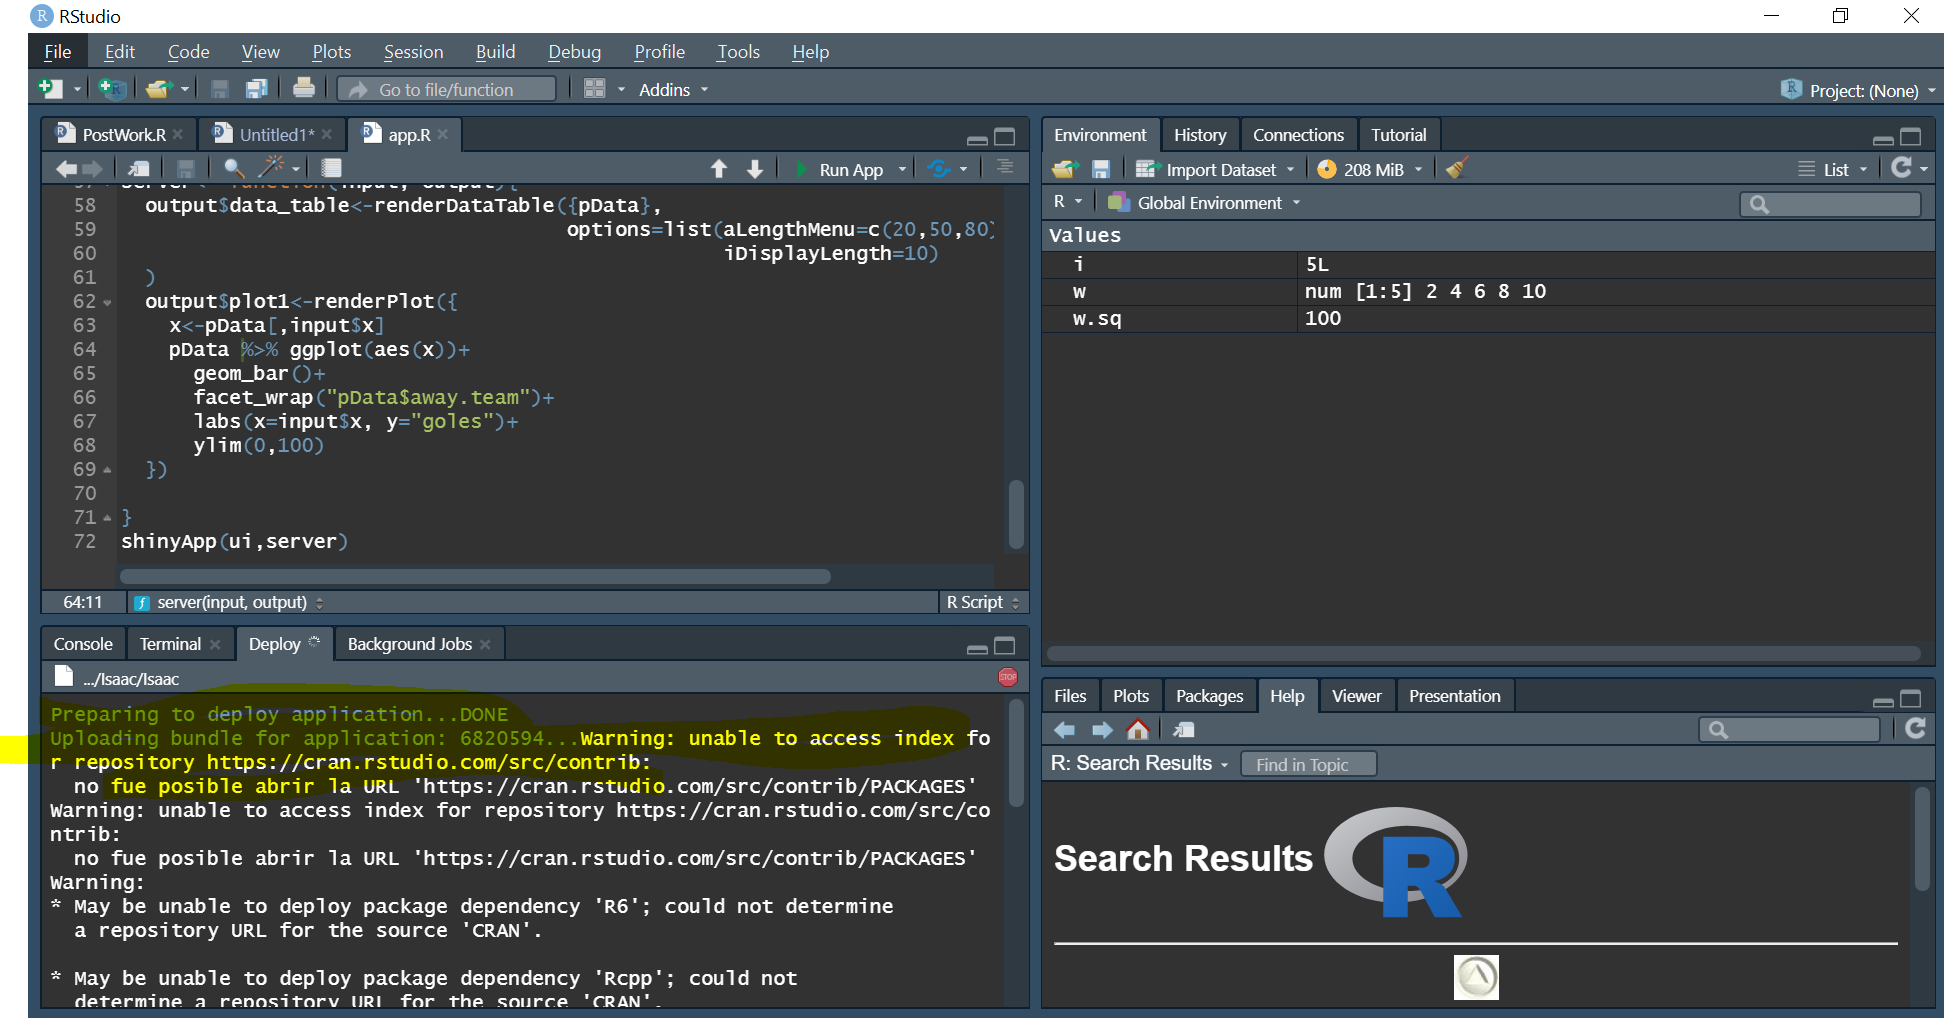 RStudio
File Edit Code View Plots Session Build Debug Profile Tools Help
Go to file/function Addins Project: (None)
PostWork.R Untitled1* app.R
Run App
58 output$data_table<-renderDataTable({pData},
59 options=list(aLengthMenu=c(20,50,80)
60 iDisplayLength=10)
61 )
62 output$plot1<-renderPlot({
63 x<-pData[,input$x]
64 pData %>% ggplot(aes(x))+
65 geom_bar()+
66 facet_wrap("pData$away.team")+
67 labs(x=input$x, y="goles")+
68 ylim(0,100)
69 })
70
71 }
72 shinyApp(ui,server)
64:11 server(input, output) R Script
Console Terminal Deploy Background Jobs
.../Isaac/Isaac
STOP
Preparing to deploy application...DONE
Uploading bundle for application: 6820594...Warning: unable to access index fo
r repository https://cran.rstudio.com/src/contrib:
no fue posible abrir la URL 'https://cran.rstudio.com/src/contrib/PACKAGES'
Warning: unable to access index for repository https://cran.rstudio.com/src/co
ntrib:
no fue posible abrir la URL 'https://cran.rstudio.com/src/contrib/PACKAGES'
Warning:
* May be unable to deploy package dependency 'R6'; could not determine
a repository URL for the source 'CRAN'.
* May be unable to deploy package dependency 'Rcpp'; could not
determine a repository URL for the source 'CRAN'.
Environment History Connections Tutorial
Import Dataset 208 MiB List
R Global Environment
Values
i 5L
w num [1:5] 2 4 6 8 10
w.sq 100
Files Plots Packages Help Viewer Presentation
R: Search Results Find in Topic
Search Results R